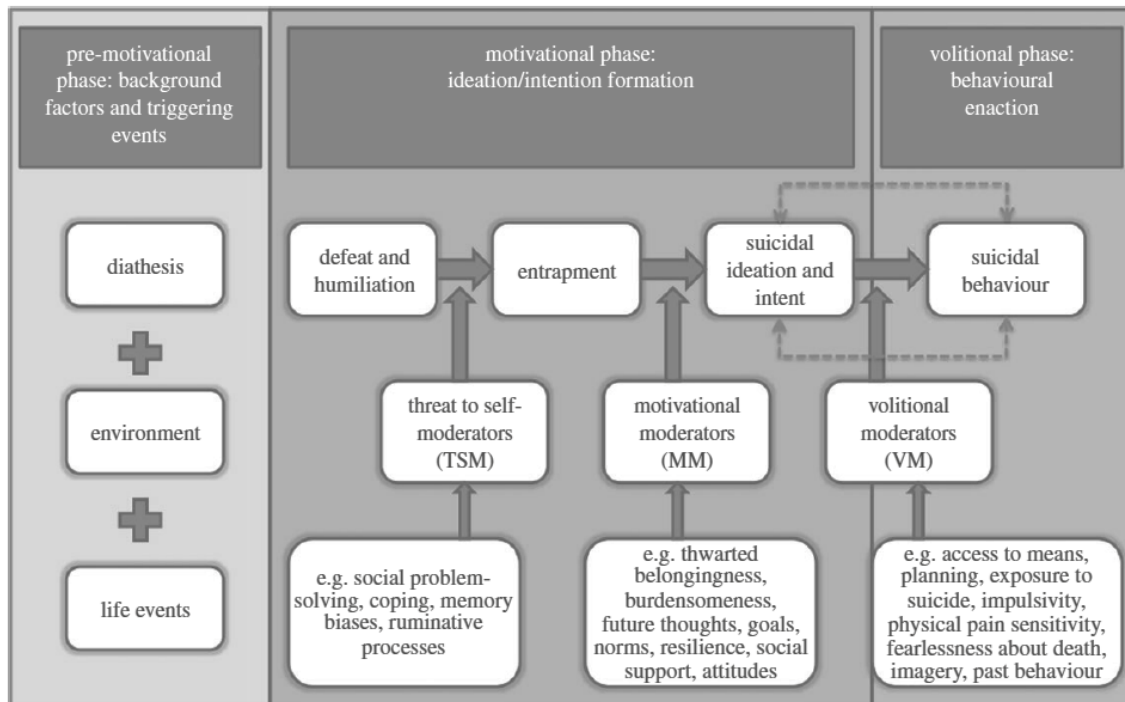 pre-motivational
phase: background
factors and triggering
events
motivational phase:
ideation/intention formation
volitional phase:
behavioural
enaction
diathesis
environment
life events
defeat and
humiliation
entrapment
suicidal
ideation and
intent
suicidal
behaviour
threat to self-
moderators
(TSM)
motivational
moderators
(MM)
volitional
moderators
(VM)
e.g. social problem-
solving, coping, memory
biases, ruminative
processes
e.g. thwarted
belongingness,
burdensomeness,
future thoughts, goals,
norms, resilience, social
support, attitudes
e.g. access to means,
planning, exposure to
suicide, impulsivity,
physical pain sensitivity,
fearlessness about death,
imagery, past behaviour